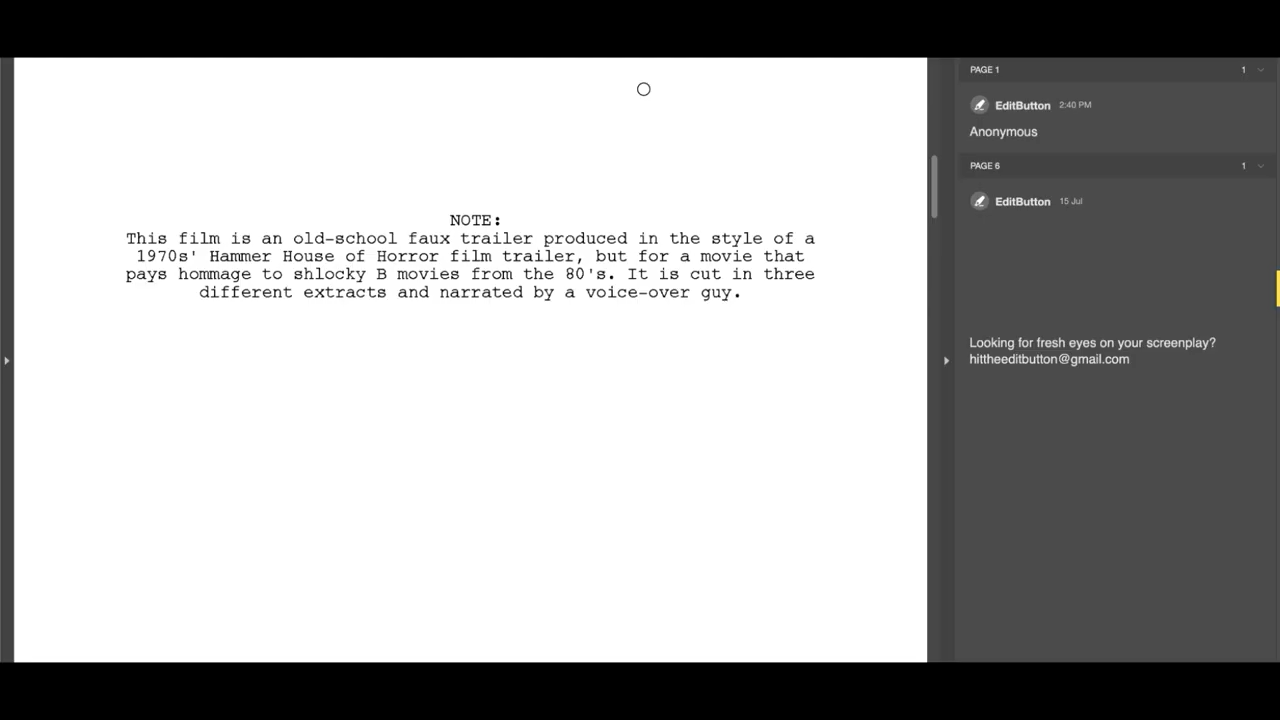 NOTE:
This film is an old-school faux trailer produced in the style of a
1970s' Hammer House of Horror film trailer, but for a movie that
pays hommage to shlocky B movies from the 80's. It is cut in three
different extracts and narrated by a voice-over guy.
PAGE 1 1
EditButton 2:40 PM
Anonymous
PAGE 6 1
EditButton 15 Jul
Looking for fresh eyes on your screenplay?
hittheeditbutton@gmail.com